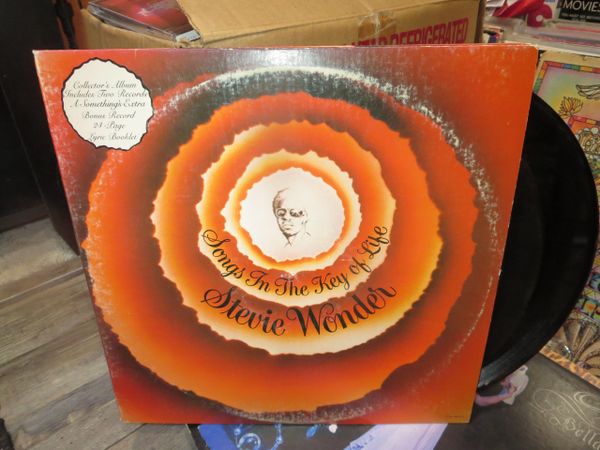 MOVIES
REFRIGERATED
Collector's Album
Includes Two Records
A-Something's-Extra
Bonus Record
24-Page
Lyric Booklet
Songs In The Key of Life
Stevie Wonder
Bella